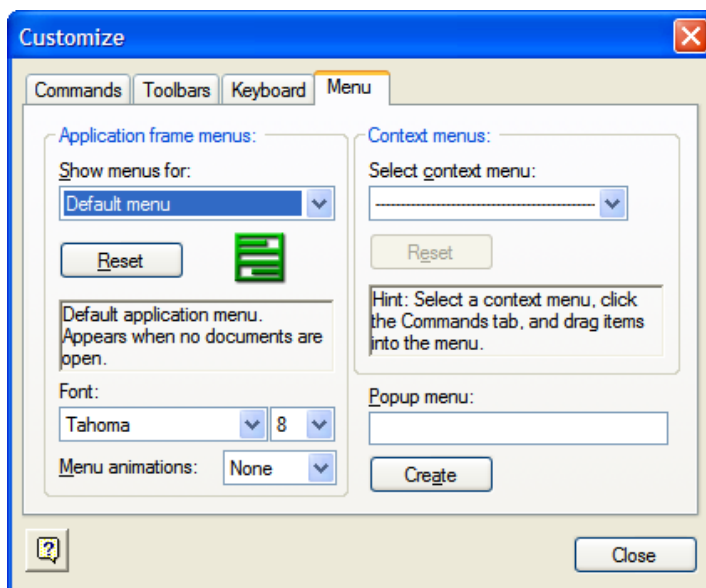 Customize
Commands Toolbars Keyboard Menu
Application frame menus:
Show menus for:
Default menu
Reset
Default application menu.
Appears when no documents are
open.
Font:
Tahoma 8
Menu animations: None
Context menus:
Select context menu:
------------------------------------------------
Reset
Hint: Select a context menu, click
the Commands tab, and drag items
into the menu.
Popup menu:
Create
?
Close